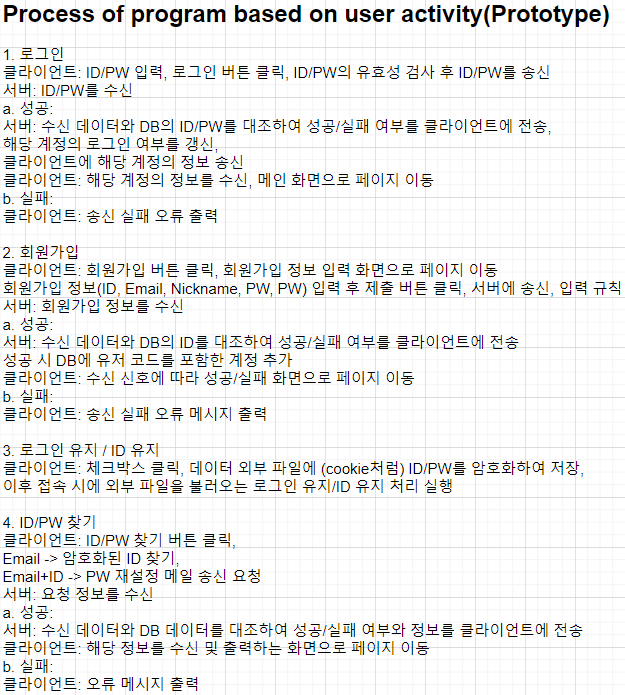 Process of program based on user activity(Prototype)
1. 로그인
클라이언트: ID/PW 입력, 로그인 버튼 클릭, ID/PW의 유효성 검사 후 ID/PW를 송신
서버: ID/PW를 수신
a. 성공:
서버: 수신 데이터와 DB의 ID/PW를 대조하여 성공/실패 여부를 클라이언트에 전송,
해당 계정의 로그인 여부를 갱신,
클라이언트에 해당 계정의 정보 송신
클라이언트: 해당 계정의 정보를 수신, 메인 화면으로 페이지 이동
b. 실패:
클라이언트: 송신 실패 오류 출력
2. 회원가입
클라이언트: 회원가입 버튼 클릭, 회원가입 정보 입력 화면으로 페이지 이동
회원가입 정보(ID, Email, Nickname, PW, PW) 입력 후 제출 버튼 클릭, 서버에 송신, 입력 규칙
서버: 회원가입 정보를 수신
a. 성공:
서버: 수신 데이터와 DB의 ID를 대조하여 성공/실패 여부를 클라이언트에 전송
성공 시 DB에 유저 코드를 포함한 계정 추가
클라이언트: 수신 신호에 따라 성공/실패 화면으로 페이지 이동
b. 실패:
클라이언트: 송신 실패 오류 메시지 출력
3. 로그인 유지 / ID 유지
클라이언트: 체크박스 클릭, 데이터 외부 파일에 (cookie처럼) ID/PW를 암호화하여 저장,
이후 접속 시에 외부 파일을 불러오는 로그인 유지/ID 유지 처리 실행
4. ID/PW 찾기
클라이언트: ID/PW 찾기 버튼 클릭,
Email -> 암호화된 ID 찾기,
Email+ID -> PW 재설정 메일 송신 요청
서버: 요청 정보를 수신
a. 성공:
서버: 수신 데이터와 DB 데이터를 대조하여 성공/실패 여부와 정보를 클라이언트에 전송
클라이언트: 해당 정보를 수신 및 출력하는 화면으로 페이지 이동
b. 실패:
클라이언트: 오류 메시지 출력